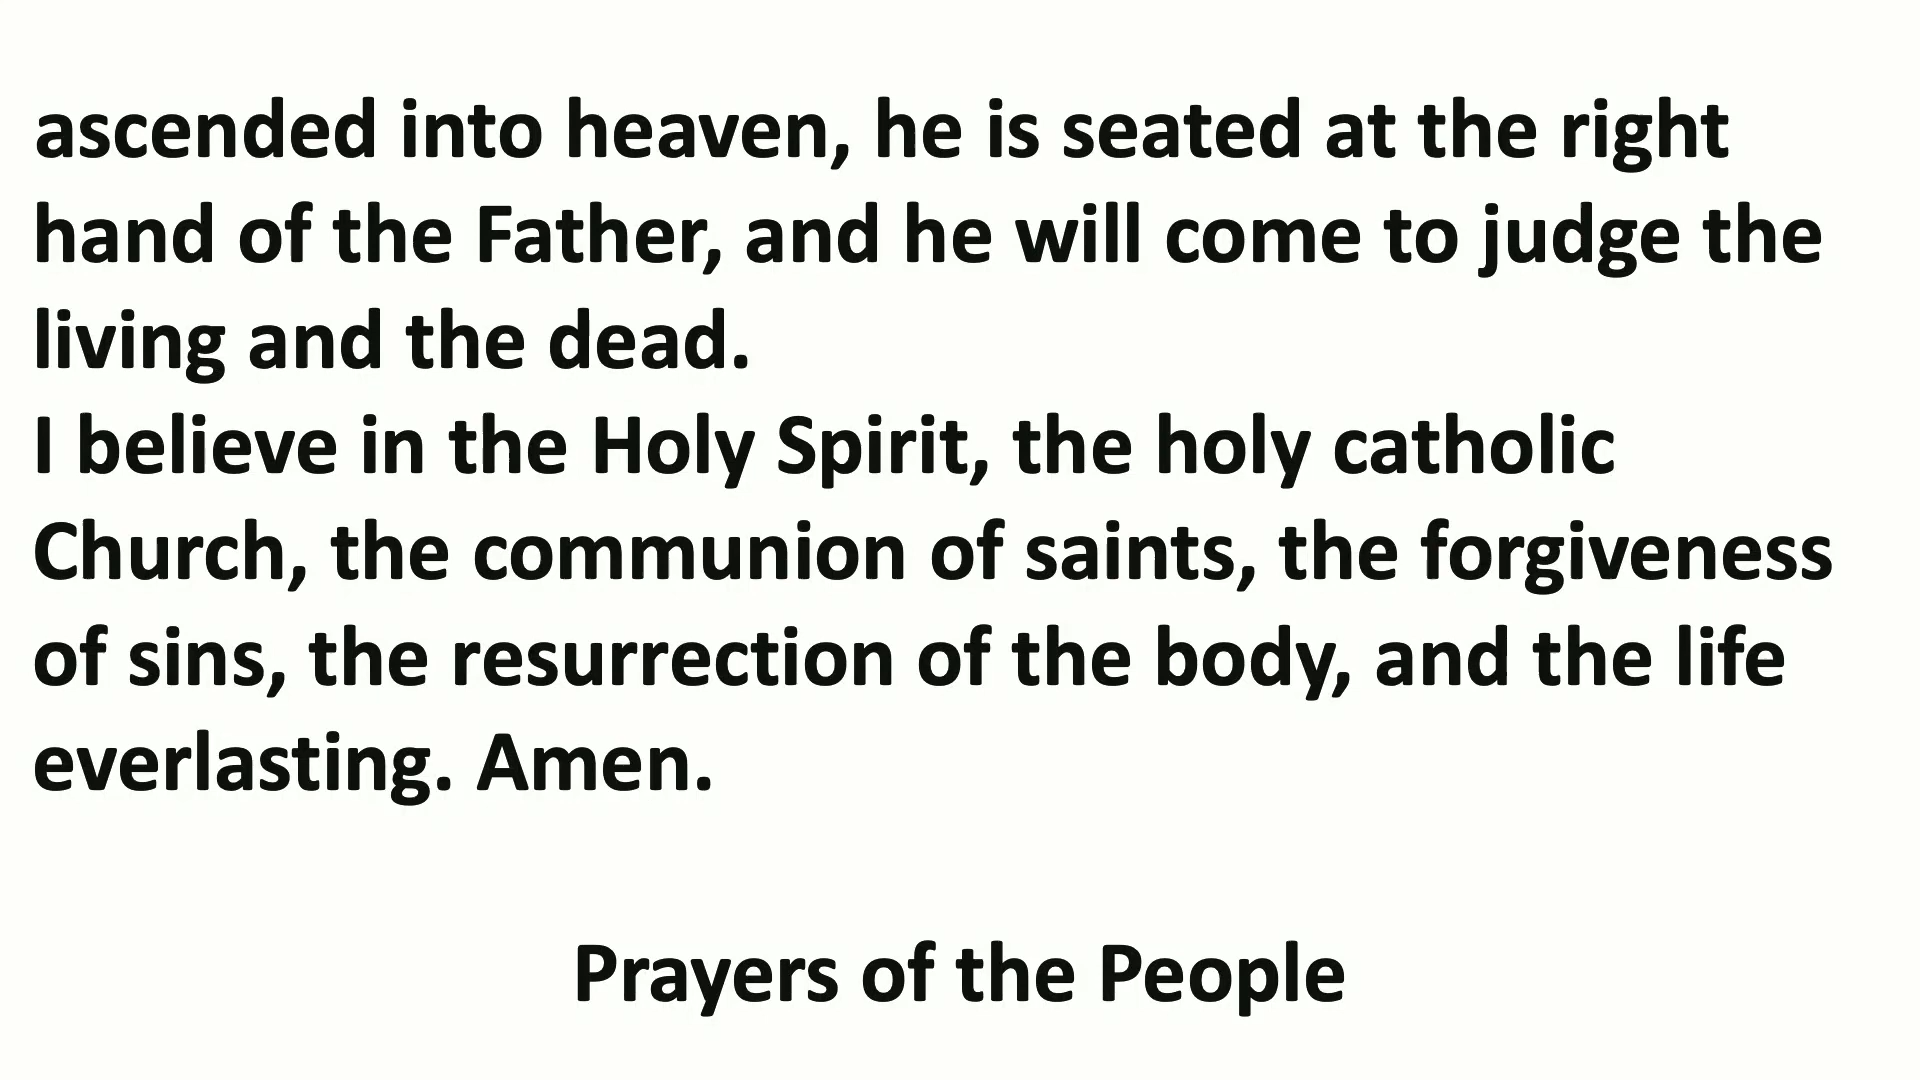 ascended into heaven, he is seated at the right
hand of the Father, and he will come to judge the
living and the dead.
I believe in the Holy Spirit, the holy catholic
Church, the communion of saints, the forgiveness
of sins, the resurrection of the body, and the life
everlasting. Amen.
Prayers of the People